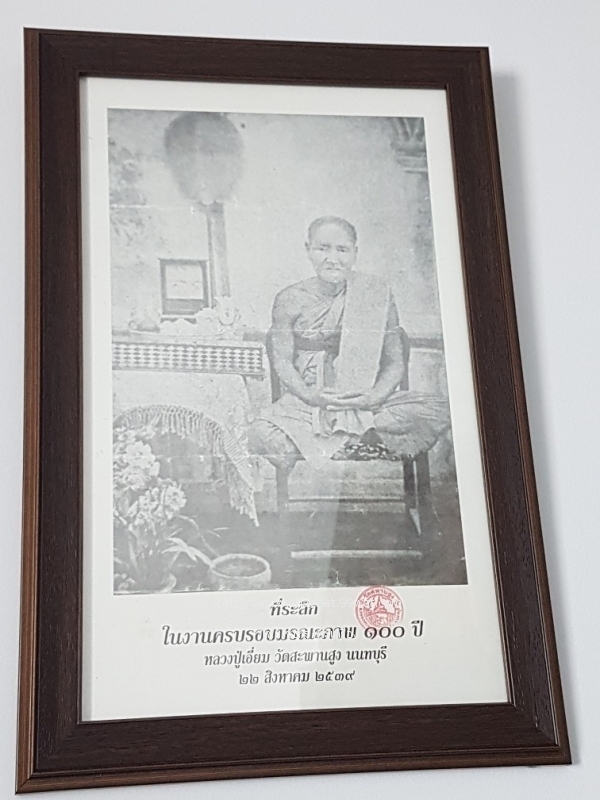 ที่ระลึก
ในงานครบรอบมรณะภาพ ๑๐๐ ปี
หลวงปู่เอี่ยม วัดสะพานสูง นนทบุรี
๒๒ สิงหาคม ๒๕๓๙